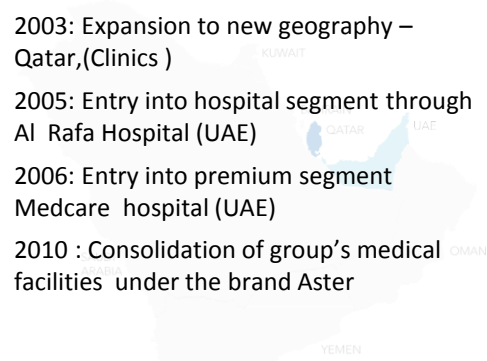 2003: Expansion to new geography –
Qatar,(Clinics )
KUWAIT
2005: Entry into hospital segment through
Al  Rafa Hospital (UAE)
QATAR
UAE
2006: Entry into premium segment
Medcare  hospital (UAE)
2010 : Consolidation of group’s medical
OMAN
ARABIA
facilities  under the brand Aster
YEMEN